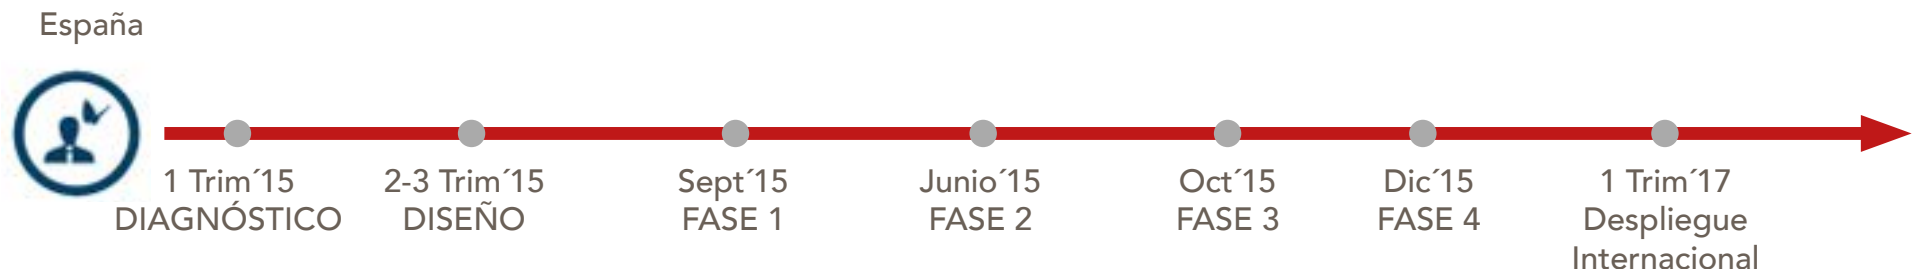 España
1 Trim´15
DIAGNÓSTICO
2-3 Trim´15
DISEÑO
Sept´15
FASE 1
Junio´15
FASE 2
Oct´15
FASE 3
Dic´15
FASE 4
1 Trim´17
Despliegue
Internacional